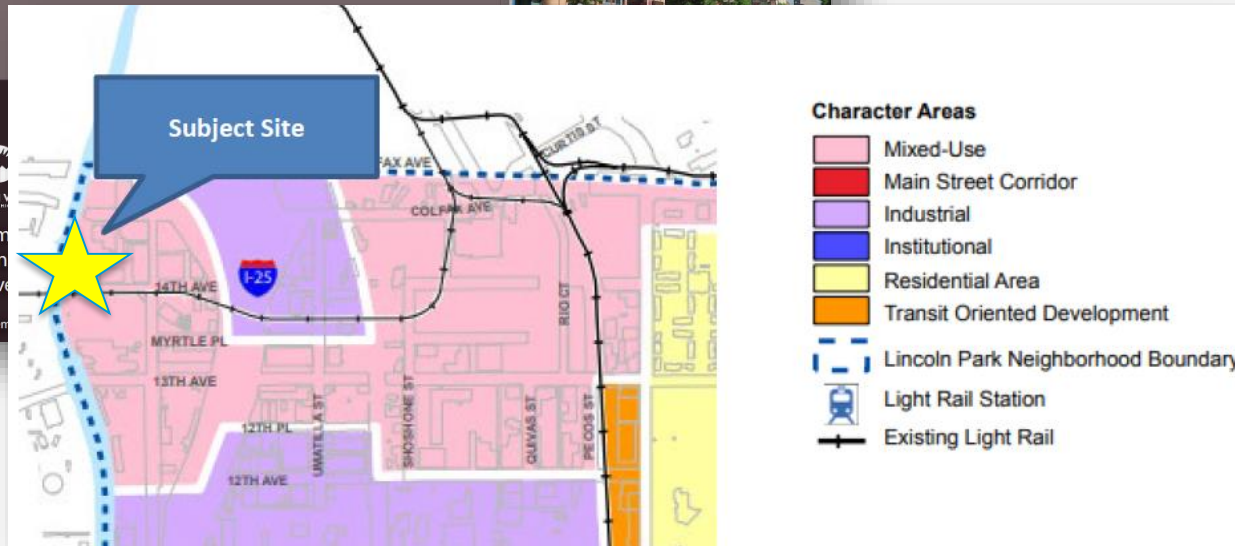 Subject Site
FAX AVE
CURTIS ST
COLFAX AVE
I-25
14TH AVE
RIO CT
MYRTLE PL
13TH AVE
UMATILLA ST
SHOSHONE ST
QUIVAS ST
PECOS ST
12TH PL
12TH AVE
Character Areas
Mixed-Use
Main Street Corridor
Industrial
Institutional
Residential Area
Transit Oriented Development
Lincoln Park Neighborhood Boundary
Light Rail Station
Existing Light Rail